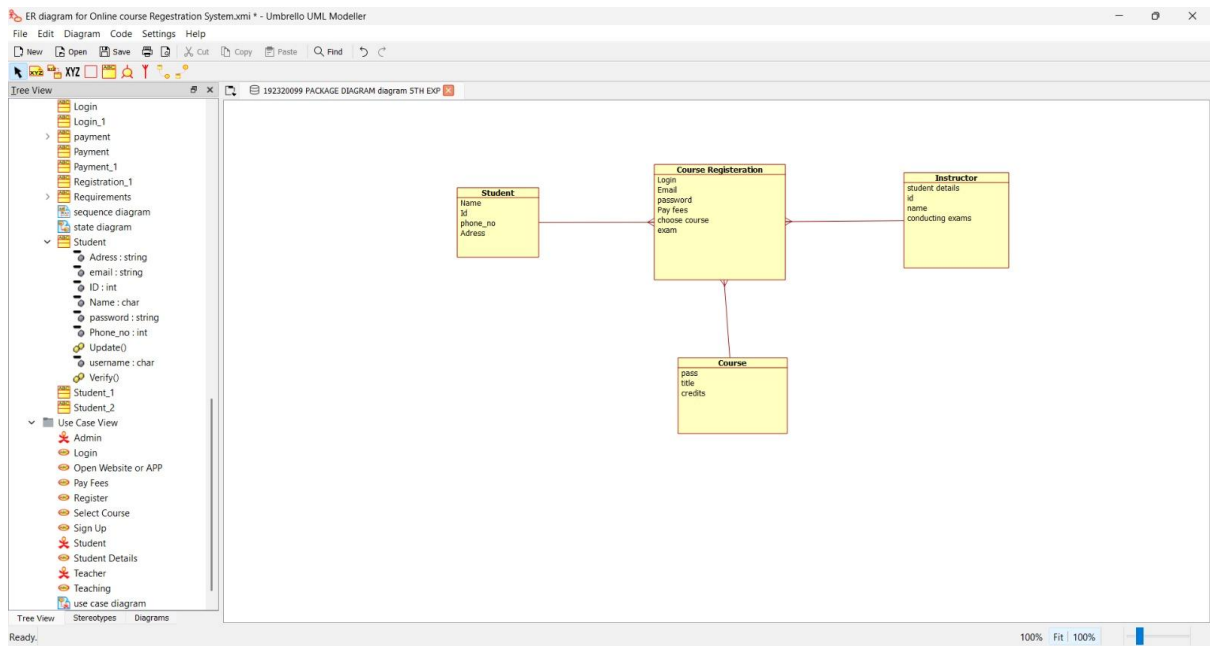 ER diagram for Online course Regestration System.xmi * - Umbrello UML Modeller
File Edit Diagram Code Settings Help
New Open Save Cut Copy Paste Find
XYZ XYZ ABC
Tree View
192320099 PACKAGE DIAGRAM diagram 5TH EXP
Login
Login_1
payment
Payment
Payment_1
Registration_1
Requirements
sequence diagram
state diagram
Student
Adress : string
email : string
ID : int
Name : char
password : string
Phone_no : int
Update()
username : char
Verify()
Student_1
Student_2
Use Case View
Admin
Login
Open Website or APP
Pay Fees
Register
Select Course
Sign Up
Student
Student Details
Teacher
Teaching
use case diagram
Tree View Stereotypes Diagrams
Student
Name
Id
phone_no
Adress
Course Registeration
Login
Email
password
Pay fees
choose course
exam
Instructor
student details
id
name
conducting exams
Course
pass
title
credits
Ready.
100% Fit 100%